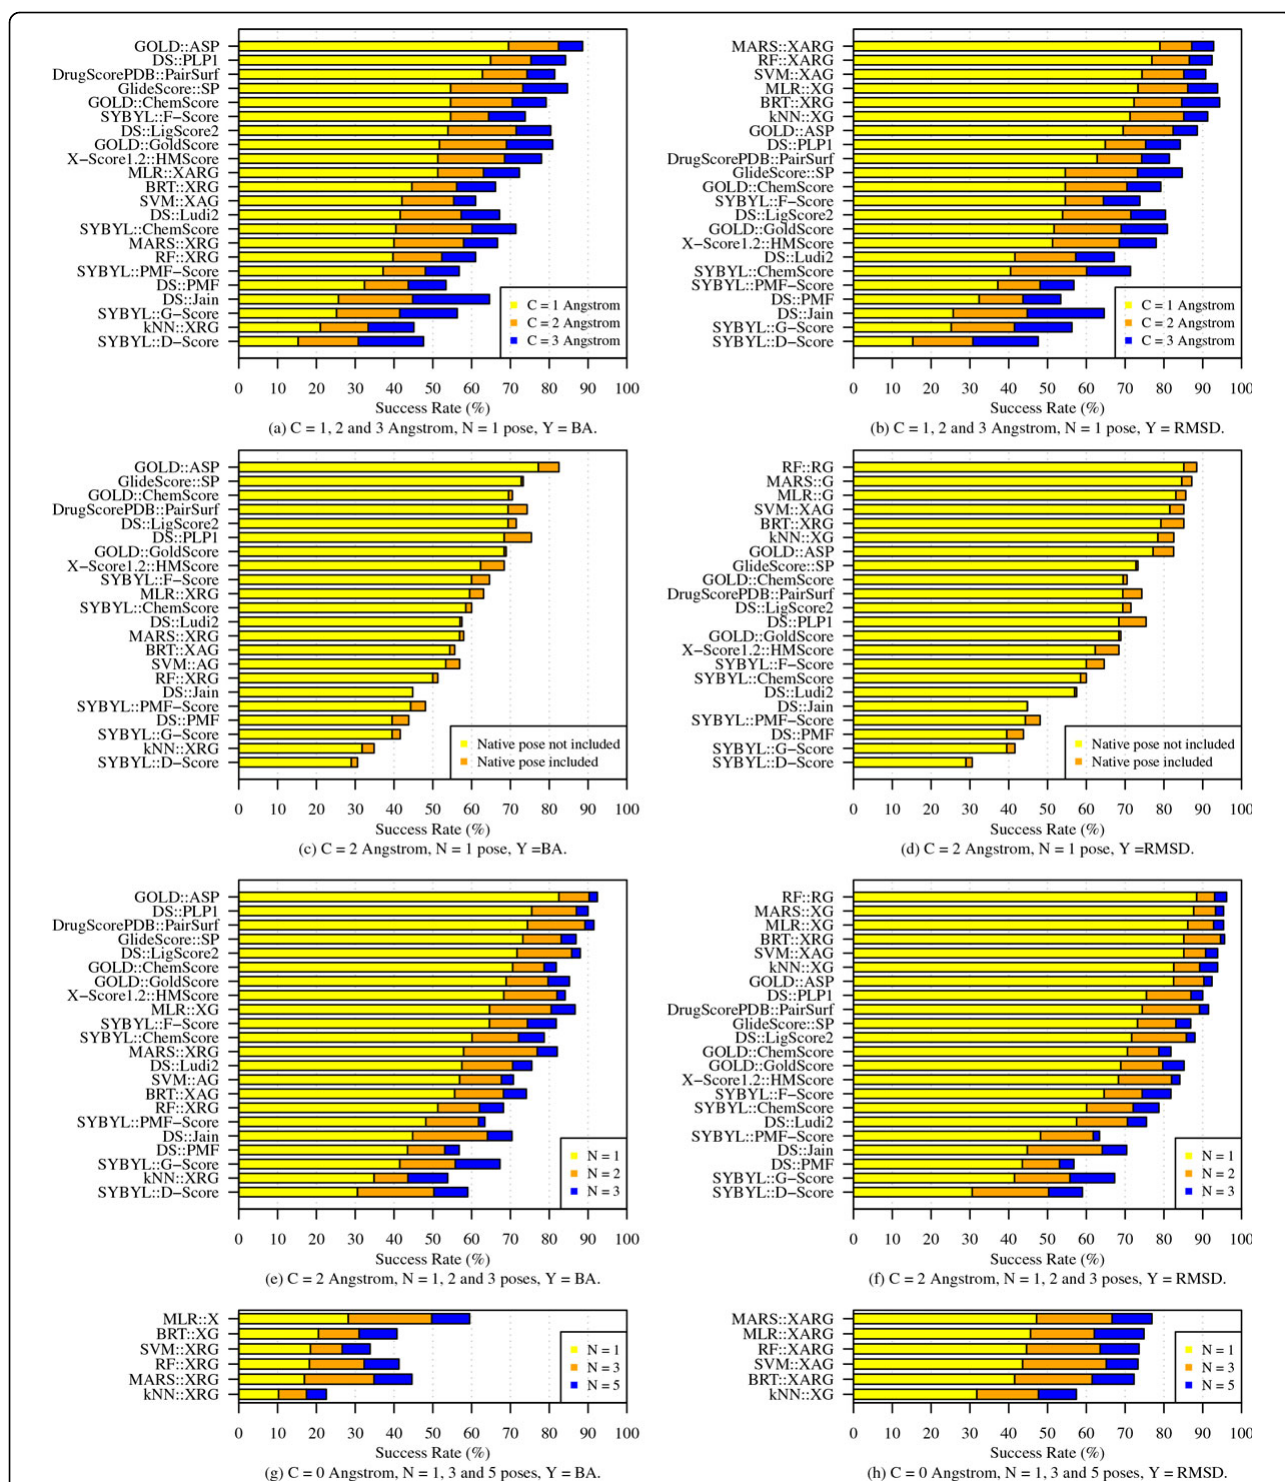 GOLD::ASP
DS::PLP1
DrugScorePDB::PairSurf
GlideScore::SP
GOLD::ChemScore
SYBYL::F−Score
DS::LigScore2
GOLD::GoldScore
X−Score1.2::HMScore
MLR::XARG
BRT::XRG
SVM::XAG
DS::Ludi2
SYBYL::ChemScore
MARS::XRG
RF::XRG
SYBYL::PMF−Score
DS::PMF
DS::Jain
SYBYL::G−Score
kNN::XRG
SYBYL::D−Score
C = 1 Angstrom
C = 2 Angstrom
C = 3 Angstrom
0 10 20 30 40 50 60 70 80 90 100
Success Rate (%)
(a) C = 1, 2 and 3 Angstrom, N = 1 pose, Y = BA.
MARS::XARG
RF::XARG
SVM::XAG
MLR::XG
BRT::XRG
kNN::XG
GOLD::ASP
DS::PLP1
DrugScorePDB::PairSurf
GlideScore::SP
GOLD::ChemScore
SYBYL::F−Score
DS::LigScore2
GOLD::GoldScore
X−Score1.2::HMScore
DS::Ludi2
SYBYL::ChemScore
SYBYL::PMF−Score
DS::PMF
DS::Jain
SYBYL::G−Score
SYBYL::D−Score
C = 1 Angstrom
C = 2 Angstrom
C = 3 Angstrom
0 10 20 30 40 50 60 70 80 90 100
Success Rate (%)
(b) C = 1, 2 and 3 Angstrom, N = 1 pose, Y = RMSD.
GOLD::ASP
GlideScore::SP
GOLD::ChemScore
DrugScorePDB::PairSurf
DS::LigScore2
DS::PLP1
GOLD::GoldScore
X−Score1.2::HMScore
SYBYL::F−Score
MLR::XRG
SYBYL::ChemScore
DS::Ludi2
MARS::XRG
BRT::XAG
SVM::AG
RF::XRG
DS::Jain
SYBYL::PMF−Score
DS::PMF
SYBYL::G−Score
kNN::XRG
SYBYL::D−Score
Native pose not included
Native pose included
0 10 20 30 40 50 60 70 80 90 100
Success Rate (%)
(c) C = 2 Angstrom, N = 1 pose, Y =BA.
RF::RG
MARS::G
MLR::G
SVM::XAG
BRT::XRG
kNN::XG
GOLD::ASP
GlideScore::SP
GOLD::ChemScore
DrugScorePDB::PairSurf
DS::LigScore2
DS::PLP1
GOLD::GoldScore
X−Score1.2::HMScore
SYBYL::F−Score
SYBYL::ChemScore
DS::Ludi2
DS::Jain
SYBYL::PMF−Score
DS::PMF
SYBYL::G−Score
SYBYL::D−Score
Native pose not included
Native pose included
0 10 20 30 40 50 60 70 80 90 100
Success Rate (%)
(d) C = 2 Angstrom, N = 1 pose, Y =RMSD.
GOLD::ASP
DS::PLP1
DrugScorePDB::PairSurf
GlideScore::SP
DS::LigScore2
GOLD::ChemScore
GOLD::GoldScore
X−Score1.2::HMScore
MLR::XG
SYBYL::F−Score
SYBYL::ChemScore
MARS::XRG
DS::Ludi2
SVM::AG
BRT::XAG
RF::XRG
SYBYL::PMF−Score
DS::Jain
DS::PMF
SYBYL::G−Score
kNN::XRG
SYBYL::D−Score
N = 1
N = 2
N = 3
0 10 20 30 40 50 60 70 80 90 100
Success Rate (%)
(e) C = 2 Angstrom, N = 1, 2 and 3 poses, Y = BA.
RF::RG
MARS::XG
MLR::XG
BRT::XRG
SVM::XAG
kNN::XG
GOLD::ASP
DS::PLP1
DrugScorePDB::PairSurf
GlideScore::SP
DS::LigScore2
GOLD::ChemScore
GOLD::GoldScore
X−Score1.2::HMScore
SYBYL::F−Score
SYBYL::ChemScore
DS::Ludi2
SYBYL::PMF−Score
DS::Jain
DS::PMF
SYBYL::G−Score
SYBYL::D−Score
N = 1
N = 2
N = 3
0 10 20 30 40 50 60 70 80 90 100
Success Rate (%)
(f) C = 2 Angstrom, N = 1, 2 and 3 poses, Y = RMSD.
MLR::X
BRT::XG
SVM::XRG
RF::XRG
MARS::XRG
kNN::XRG
N = 1
N = 3
N = 5
0 10 20 30 40 50 60 70 80 90 100
Success Rate (%)
(g) C = 0 Angstrom, N = 1, 3 and 5 poses, Y = BA.
MARS::XARG
MLR::XARG
RF::XARG
SVM::XAG
BRT::XARG
kNN::XG
N = 1
N = 3
N = 5
0 10 20 30 40 50 60 70 80 90 100
Success Rate (%)
(h) C = 0 Angstrom, N = 1, 3 and 5 poses, Y = RMSD.